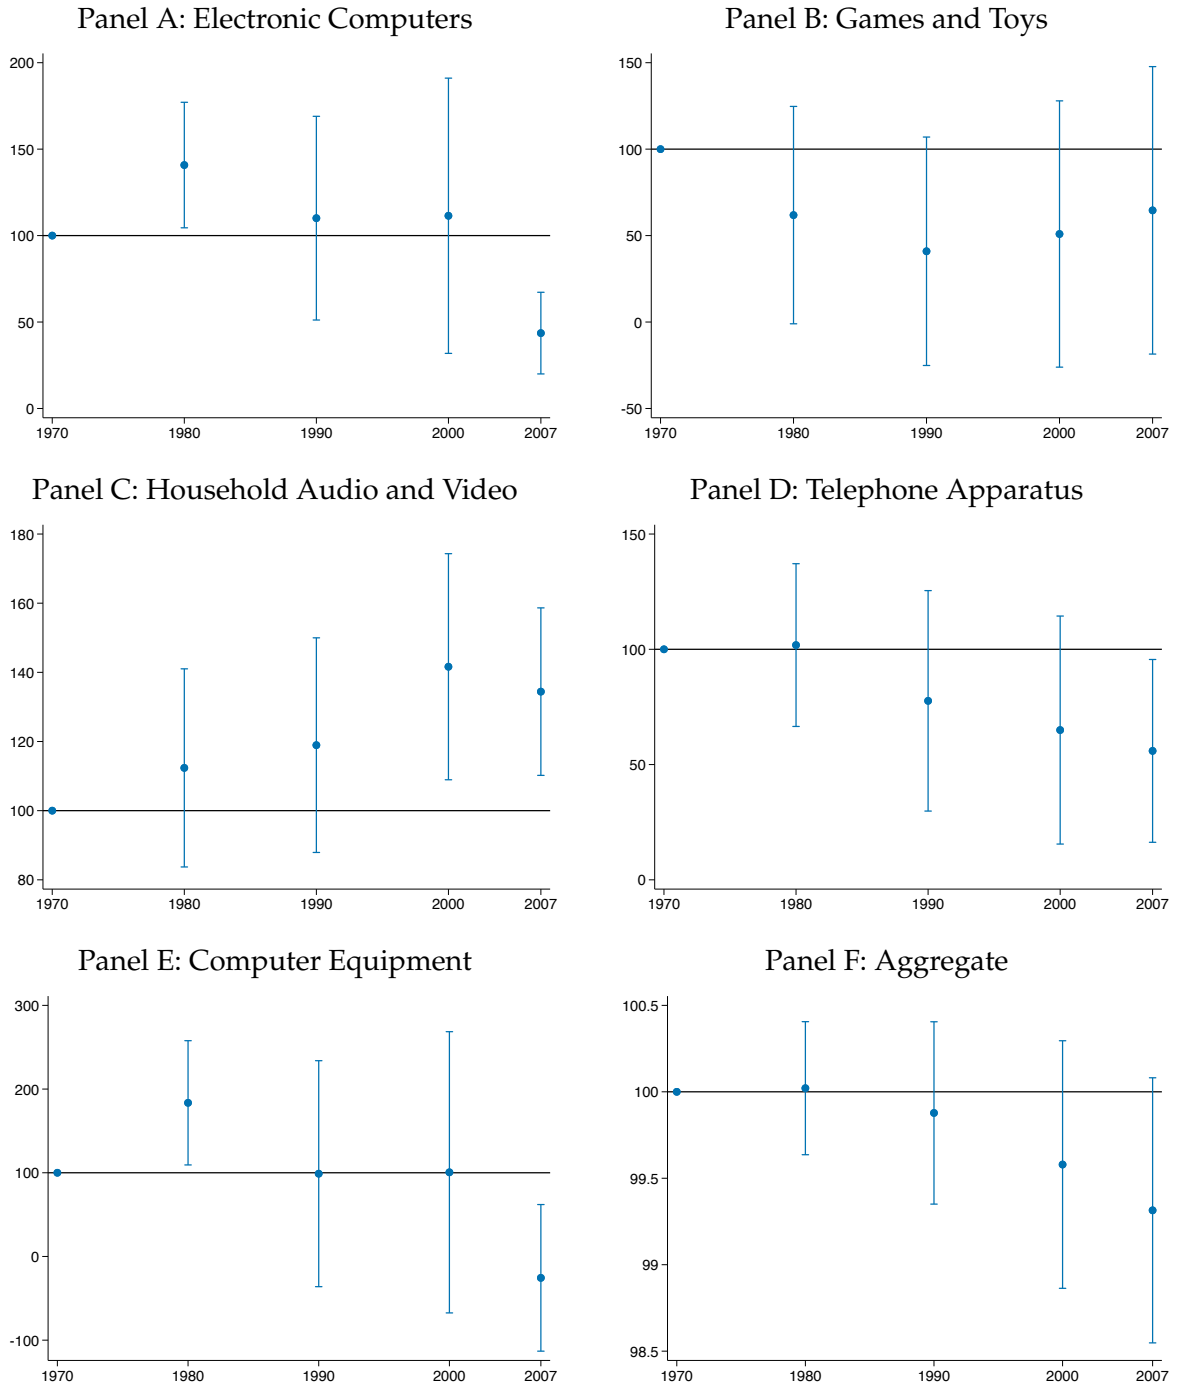 Panel A: Electronic Computers
200
150
100
50
0
1970 1980 1990 2000 2007
Panel B: Games and Toys
150
100
50
0
-50
1970 1980 1990 2000 2007
Panel C: Household Audio and Video
180
160
140
120
100
80
1970 1980 1990 2000 2007
Panel D: Telephone Apparatus
150
100
50
0
1970 1980 1990 2000 2007
Panel E: Computer Equipment
300
200
100
0
-100
1970 1980 1990 2000 2007
Panel F: Aggregate
100.5
100
99.5
99
98.5
1970 1980 1990 2000 2007